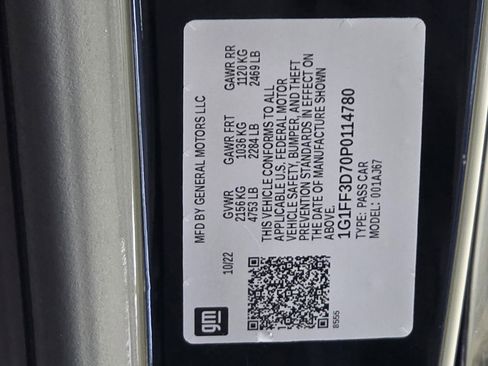 gm
MFD BY GENERAL MOTORS LLC
10/22 GVWR GAWR FRT GAWR RR
2156 KG 1036 KG 1120 KG
4753 LB 2284 LB 2469 LB
THIS VEHICLE CONFORMS TO ALL
APPLICABLE U.S. FEDERAL MOTOR
VEHICLE SAFETY, BUMPER, AND THEFT
PREVENTION STANDARDS IN EFFECT ON
THE DATE OF MANUFACTURE SHOWN
ABOVE.
1G1FF3D70P0114780
TYPE: PASS CAR
MODEL: 001AJ67
8555